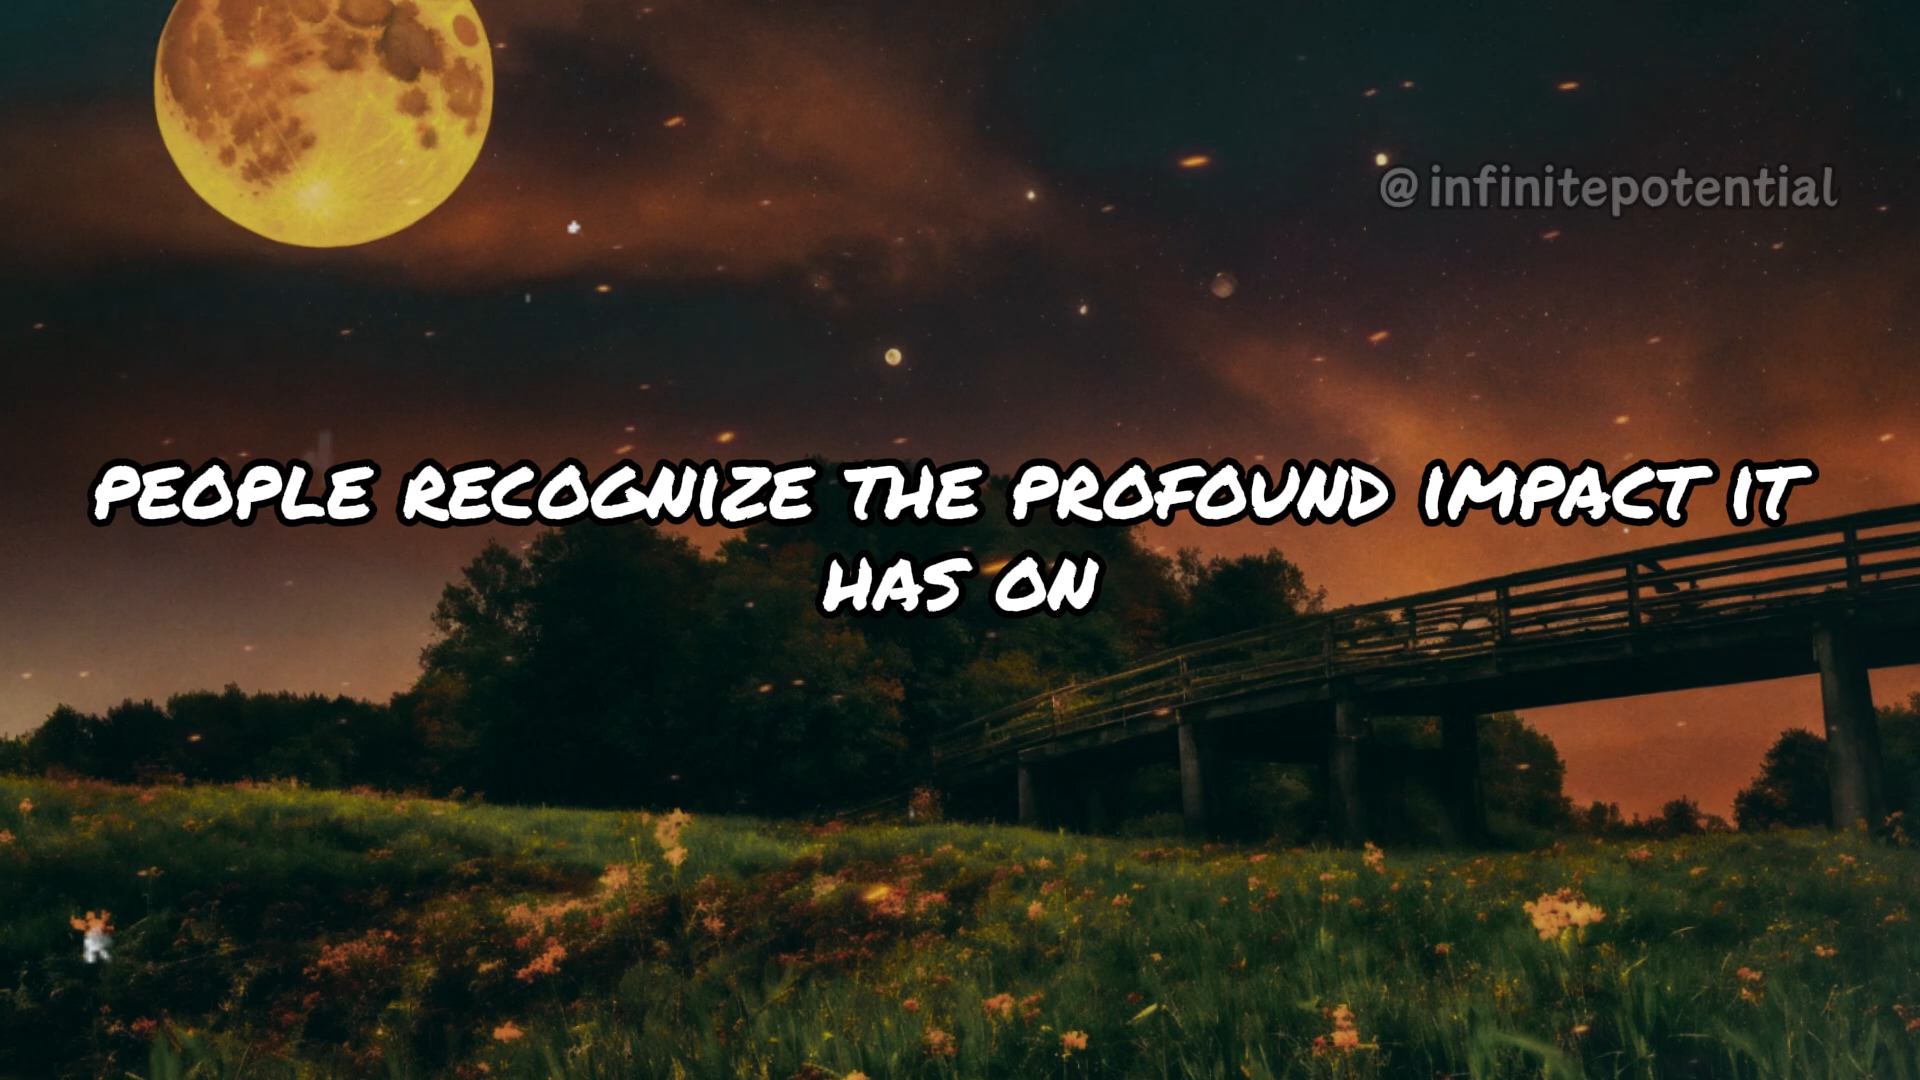 @infinitepotential
PEOPLE RECOGNIZE THE PROFOUND IMPACT IT
HAS ON